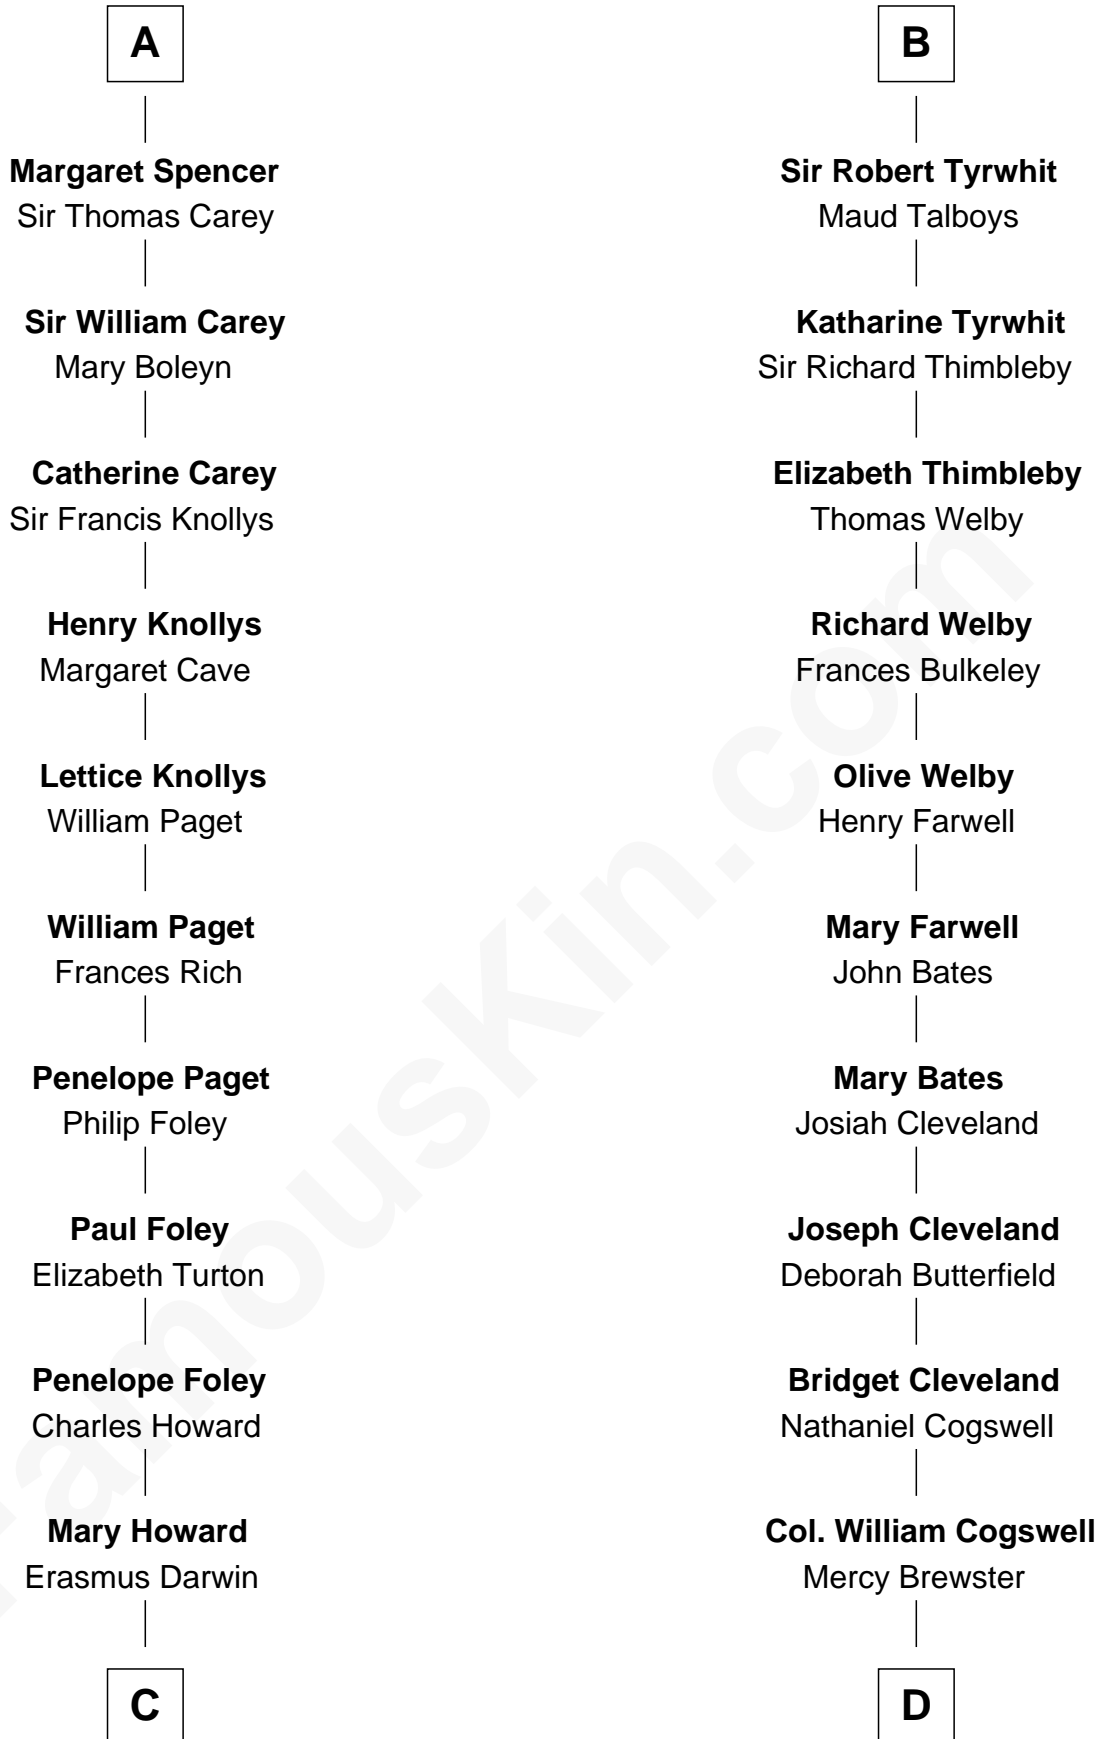 A
Margaret Spencer
Sir Thomas Carey
Sir William Carey
Mary Boleyn
Catherine Carey
Sir Francis Knollys
Henry Knollys
Margaret Cave
Lettice Knollys
William Paget
William Paget
Frances Rich
Penelope Paget
Philip Foley
Paul Foley
Elizabeth Turton
Penelope Foley
Charles Howard
Mary Howard
Erasmus Darwin
C
B
Sir Robert Tyrwhit
Maud Talboys
Katharine Tyrwhit
Sir Richard Thimbleby
Elizabeth Thimbleby
Thomas Welby
Richard Welby
Frances Bulkeley
Olive Welby
Henry Farwell
Mary Farwell
John Bates
Mary Bates
Josiah Cleveland
Joseph Cleveland
Deborah Butterfield
Bridget Cleveland
Nathaniel Cogswell
Col. William Cogswell
Mercy Brewster
D
FamousKin.com